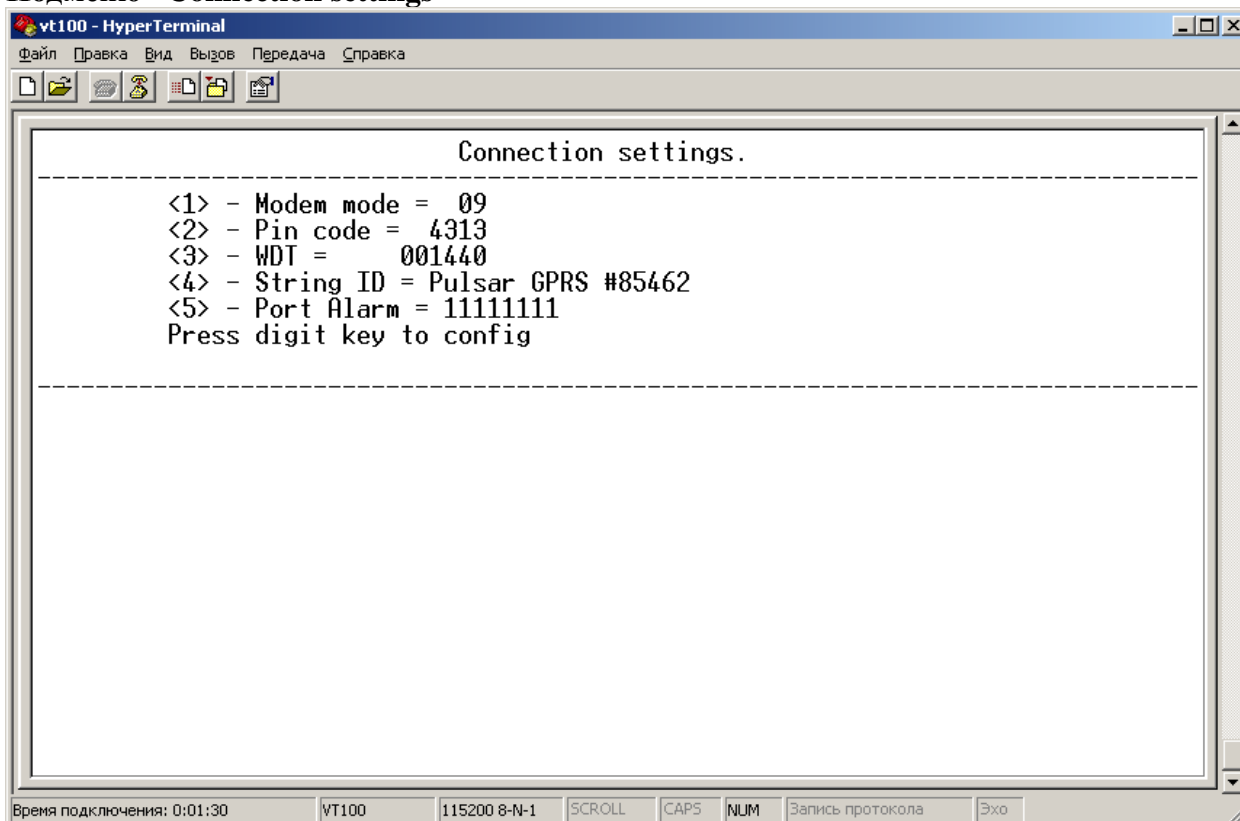 Подменю - Connection settings
vt100 - HyperTerminal
Файл Правка Вид Вызов Передача Справка
Connection settings.
<1> - Modem mode = 09
<2> - Pin code = 4313
<3> - WDT = 001440
<4> - String ID = Pulsar GPRS #85462
<5> - Port Alarm = 11111111
Press digit key to config
Время подключения: 0:01:30 VT100 115200 8-N-1 SCROLL CAPS NUM Запись протокола Эхо